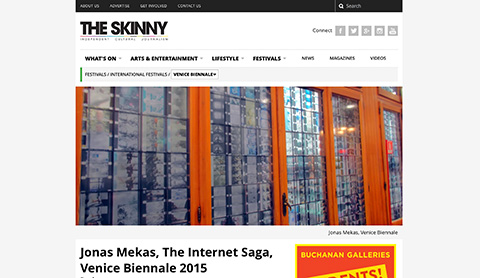 ABOUT US ADVERTISE GET INVOLVED CONTACT US Search
THE SKINNY
INDEPENDENT CULTURAL JOURNALISM
Connect
WHAT'S ON ARTS & ENTERTAINMENT LIFESTYLE FESTIVALS NEWS MAGAZINES VIDEOS
FESTIVALS / INTERNATIONAL FESTIVALS / VENICE BIENNALE
Jonas Mekas, Venice Biennale
Jonas Mekas, The Internet Saga,
Venice Biennale 2015
BUCHANAN GALLERIES